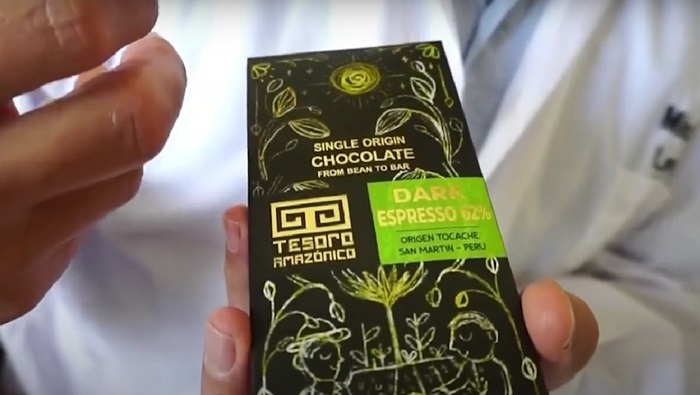 SINGLE ORIGIN
CHOCOLATE
FROM BEAN TO BAR
TESORO
AMAZÓNICO
DARK
ESPRESSO 62%
ORIGEN TOCACHE
SAN MARTIN - PERU